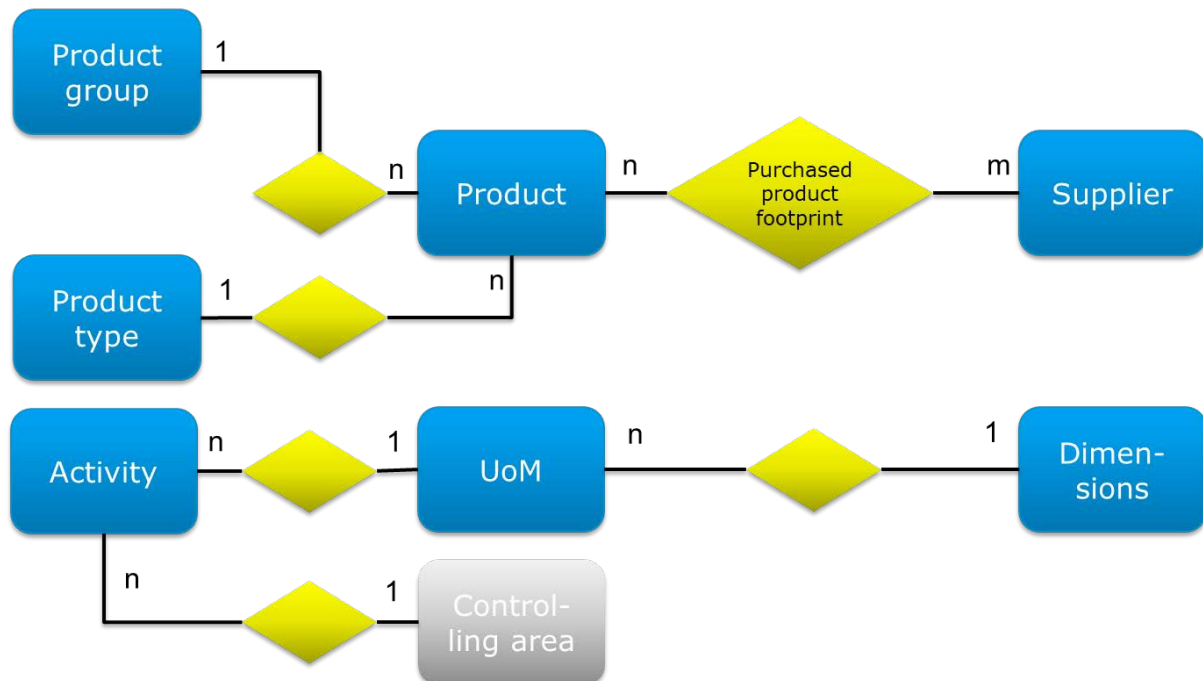 Product
group
1
n
Product
n
Purchased
product
footprint
m
Supplier
Product
type
1
n
Activity
n
1
UoM
n
1
Dimen-
sions
n
1
Control-
ling area